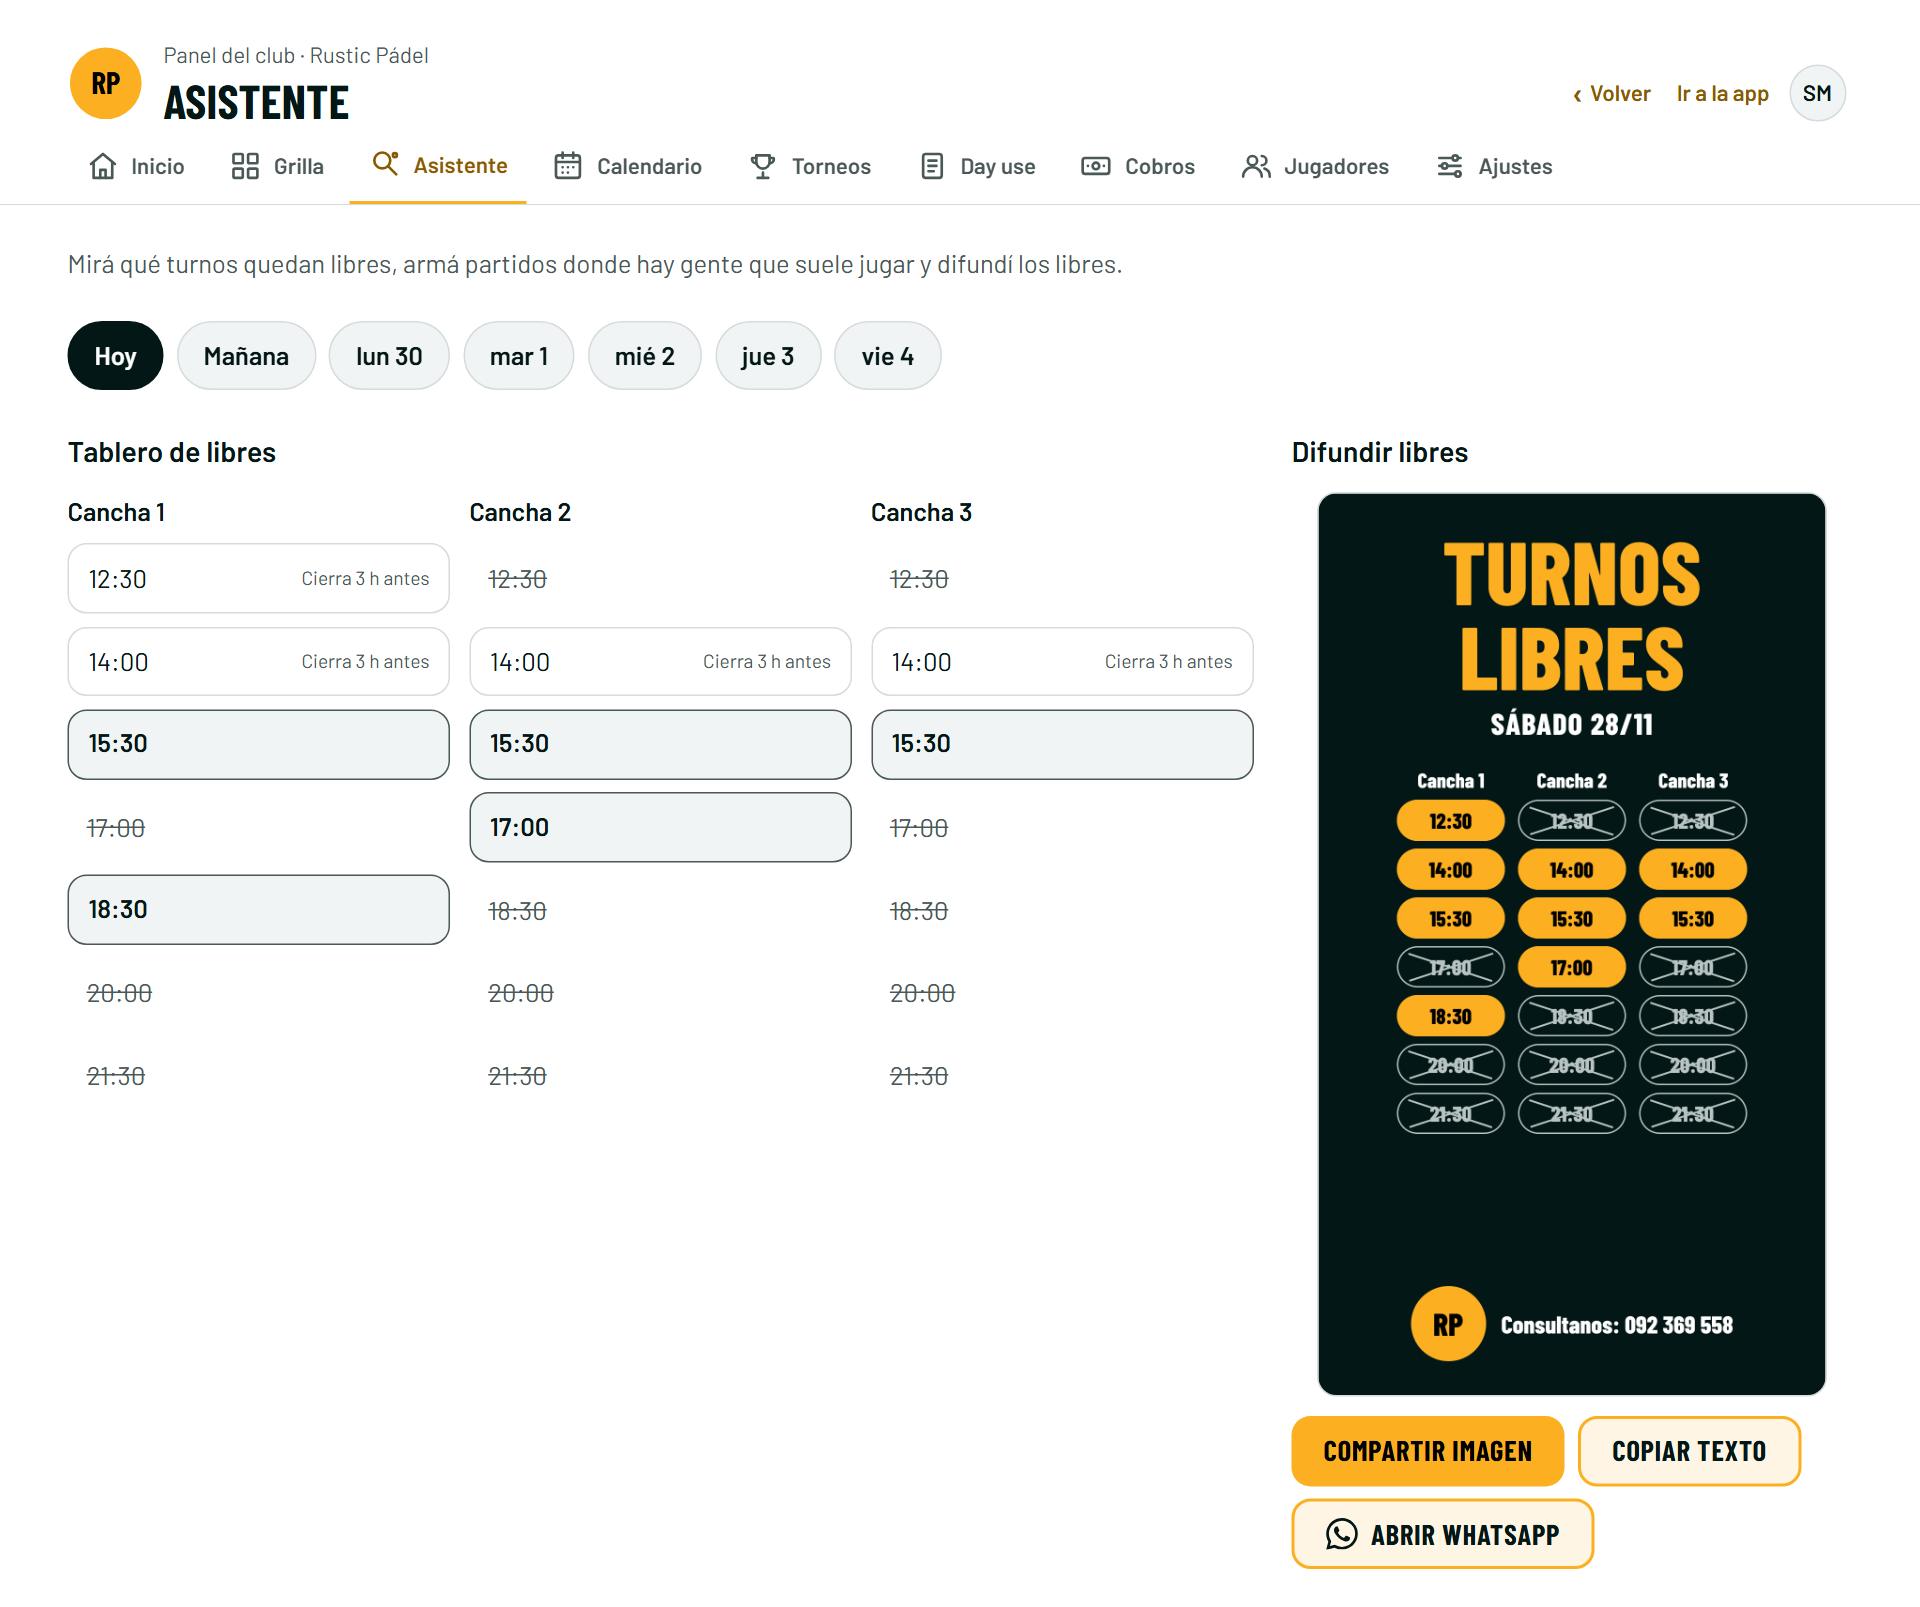 RP
Panel del club · Rustic Pádel
ASISTENTE
‹ Volver
Ir a la app
SM
Inicio
Grilla
Asistente
Calendario
Torneos
Day use
Cobros
Jugadores
Ajustes
Mirá qué turnos quedan libres, armá partidos donde hay gente que suele jugar y difundí los libres.
Hoy
Mañana
lun 30
mar 1
mié 2
jue 3
vie 4
Tablero de libres
Cancha 1
12:30 Cierra 3 h antes
14:00 Cierra 3 h antes
15:30
17:00
18:30
20:00
21:30
Cancha 2
12:30
14:00 Cierra 3 h antes
15:30
17:00
18:30
20:00
21:30
Cancha 3
12:30
14:00 Cierra 3 h antes
15:30
17:00
18:30
20:00
21:30
Difundir libres
TURNOS
LIBRES
SÁBADO 28/11
Cancha 1 Cancha 2 Cancha 3
12:30 12:30 12:30
14:00 14:00 14:00
15:30 15:30 15:30
17:00 17:00 17:00
18:30 18:30 18:30
20:00 20:00 20:00
21:30 21:30 21:30
RP
Consultanos: 092 369 558
COMPARTIR IMAGEN
COPIAR TEXTO
ABRIR WHATSAPP